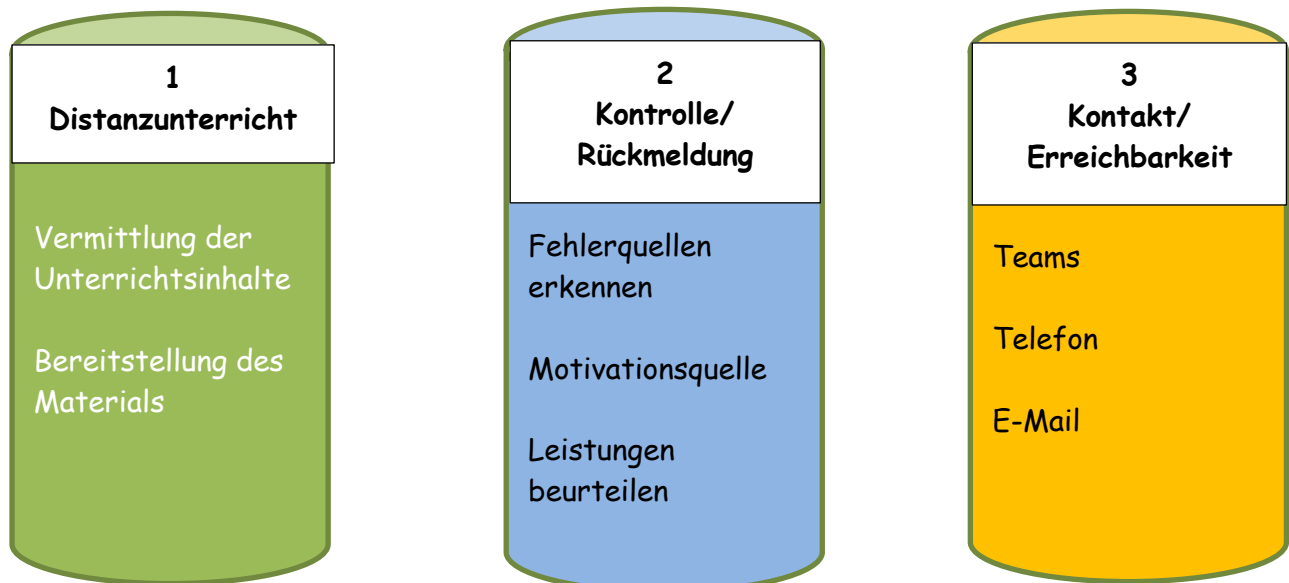 1
Distanzunterricht
Vermittlung der
Unterrichtsinhalte
Bereitstellung des
Materials
2
Kontrolle/
Rückmeldung
Fehlerquellen
erkennen
Motivationsquelle
Leistungen
beurteilen
3
Kontakt/
Erreichbarkeit
Teams
Telefon
E-Mail